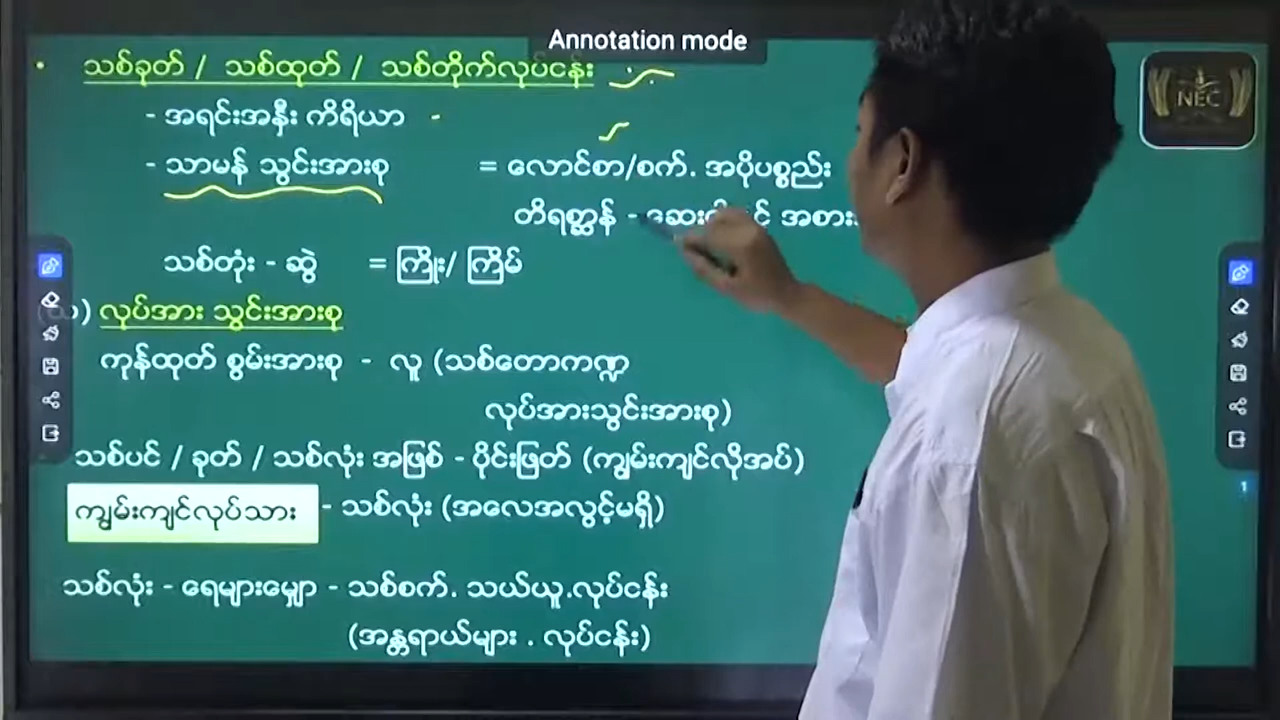 Annotation mode
NEC
• သစ်ခုတ် / သစ်ထုတ် / သစ်တိုက်လုပ်ငန်း
- အရင်းအနှီး ကိရိယာ -
- သာမန် သွင်းအားစု = လောင်စာ/စက်. အပိုပစ္စည်း
တိရစ္ဆာန် - အစား
သစ်တုံး - ဆွဲ = ကြိုး/ ကြိမ်
) လုပ်အား သွင်းအားစု
ကုန်ထုတ် စွမ်းအားစု - လူ (သစ်တောကဏ္ဍ
လုပ်အားသွင်းအားစု)
သစ်ပင် / ခုတ် / သစ်လုံး အဖြစ် - ပိုင်းဖြတ် (ကျွမ်းကျင်လိုအပ်)
ကျွမ်းကျင်လုပ်သား - သစ်လုံး (အလေအလွင့်မရှိ)
သစ်လုံး - ရေများမျှော - သစ်စက်. သယ်ယူ.လုပ်ငန်း
(အန္တရာယ်များ . လုပ်ငန်း)
1